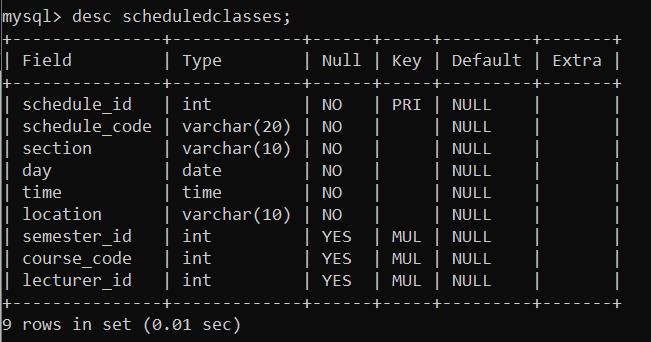 mysql> desc scheduledclasses;
+---------------+-------------+------+-----+---------+-------+
| Field         | Type        | Null | Key | Default | Extra |
+---------------+-------------+------+-----+---------+-------+
| schedule_id   | int         | NO   | PRI | NULL    |       |
| schedule_code | varchar(20) | NO   |     | NULL    |       |
| section       | varchar(10) | NO   |     | NULL    |       |
| day           | date        | NO   |     | NULL    |       |
| time          | time        | NO   |     | NULL    |       |
| location      | varchar(10) | NO   |     | NULL    |       |
| semester_id   | int         | YES  | MUL | NULL    |       |
| course_code   | int         | YES  | MUL | NULL    |       |
| lecturer_id   | int         | YES  | MUL | NULL    |       |
+---------------+-------------+------+-----+---------+-------+
9 rows in set (0.01 sec)